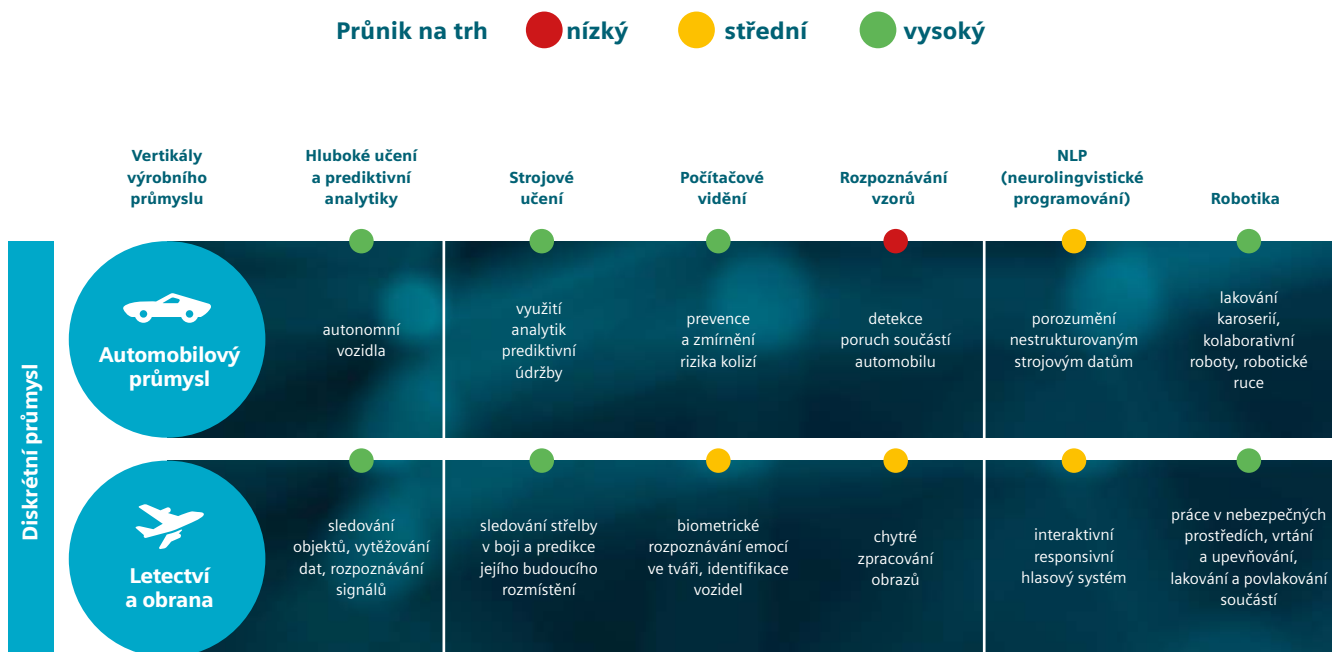 Průnik na trh nízký střední vysoký
Vertikály
výrobního
průmyslu
Hluboké učení
a prediktivní
analytiky
Strojové
učení
Počítačové
vidění
Rozpoznávání
vzorů
NLP
(neurolingvistické
programování)
Robotika
Diskrétní průmysl
Automobilový
průmysl
autonomní
vozidla
využití
analytik
prediktivní
údržby
prevence
a zmírnění
rizika kolizí
detekce
poruch součástí
automobilu
porozumění
nestrukturovaným
strojovým datům
lakování
karoserií,
kolaborativní
roboty, robotické
ruce
Letectví
a obrana
sledování
objektů, vytěžování
dat, rozpoznávání
signálů
sledování střelby
v boji a predikce
jejího budoucího
rozmístění
biometrické
rozpoznávání emocí
ve tváři, identifikace
vozidel
chytré
zpracování
obrazů
interaktivní
responsivní
hlasový systém
práce v nebezpečných
prostředích, vrtání
a upevňování,
lakování a povlakování
součástí